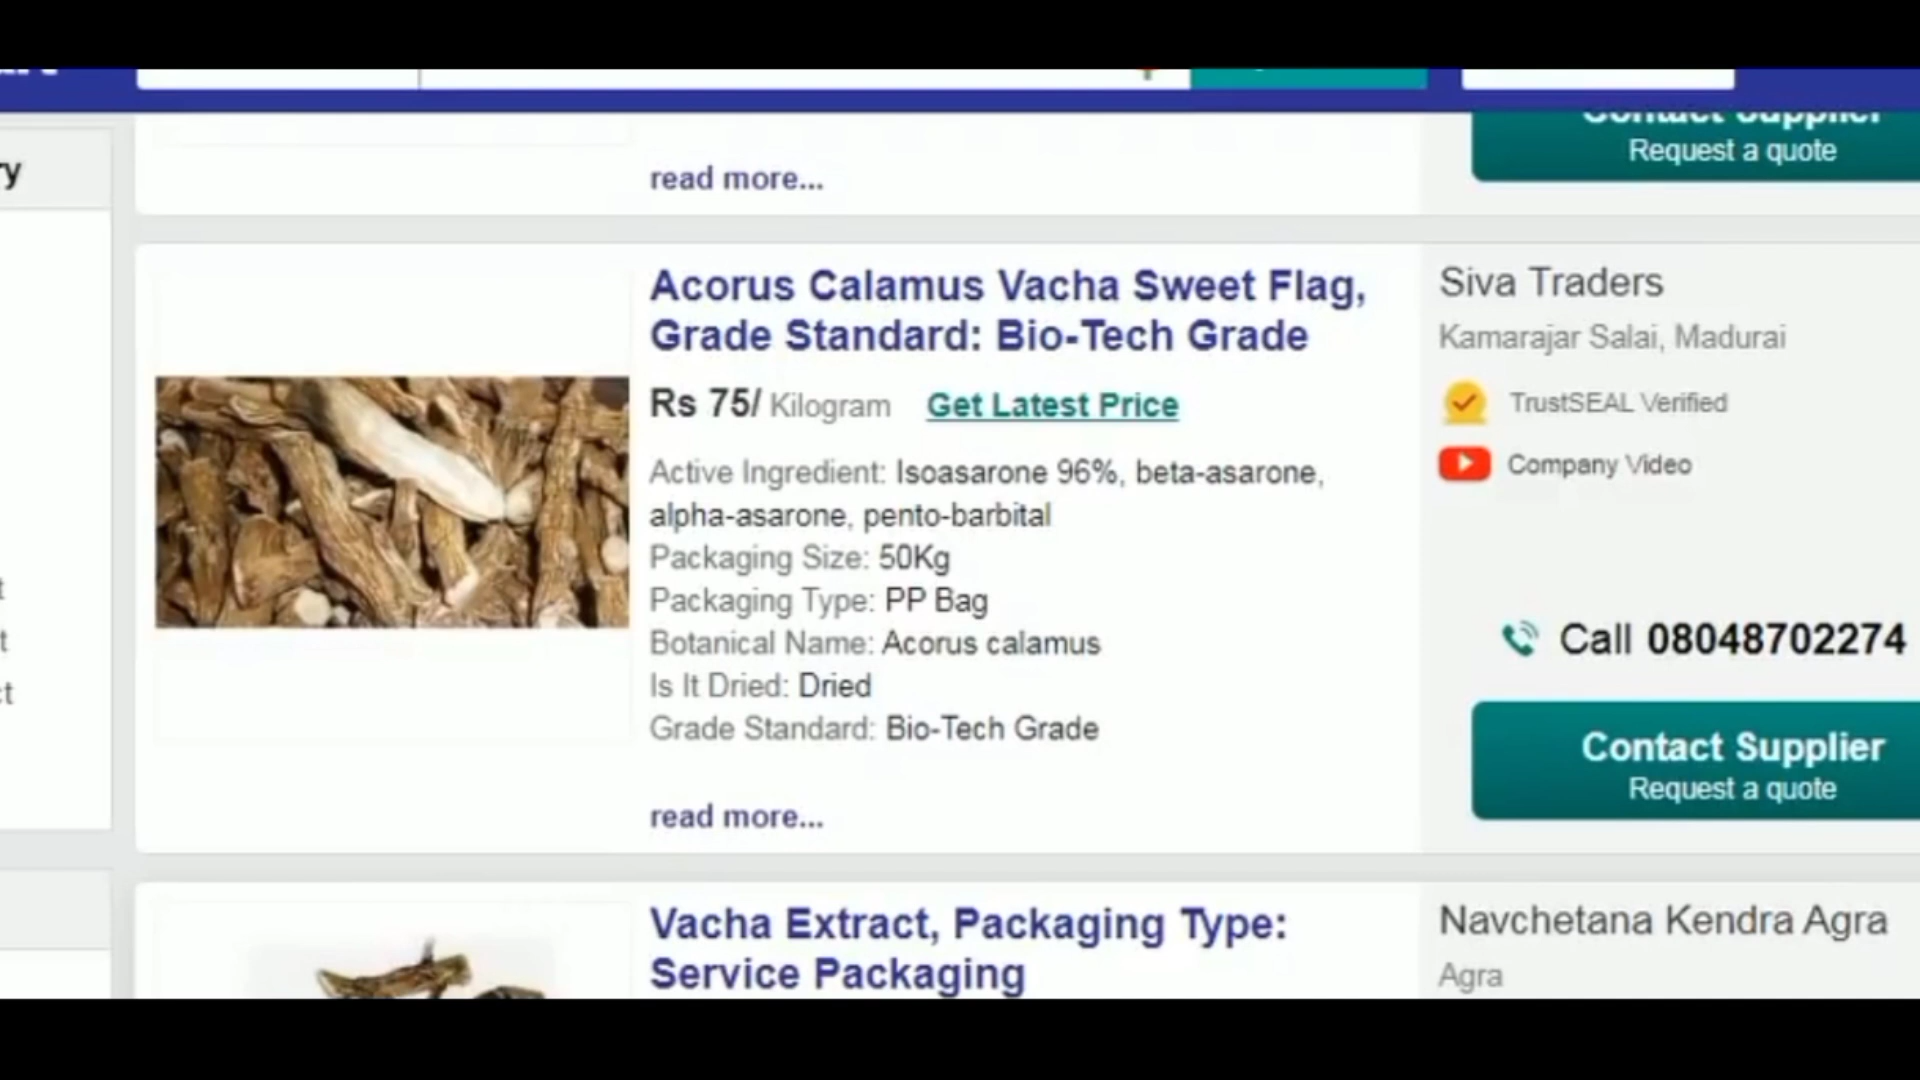 Contact Supplier
Request a quote
read more...
Acorus Calamus Vacha Sweet Flag,
Grade Standard: Bio-Tech Grade
Rs 75/ Kilogram Get Latest Price
Active Ingredient: Isoasarone 96%, beta-asarone,
alpha-asarone, pento-barbital
Packaging Size: 50Kg
Packaging Type: PP Bag
Botanical Name: Acorus calamus
Is It Dried: Dried
Grade Standard: Bio-Tech Grade
read more...
Siva Traders
Kamarajar Salai, Madurai
TrustSEAL Verified
Company Video
Call 08048702274
Contact Supplier
Request a quote
Vacha Extract, Packaging Type:
Service Packaging
Navchetana Kendra Agra
Agra